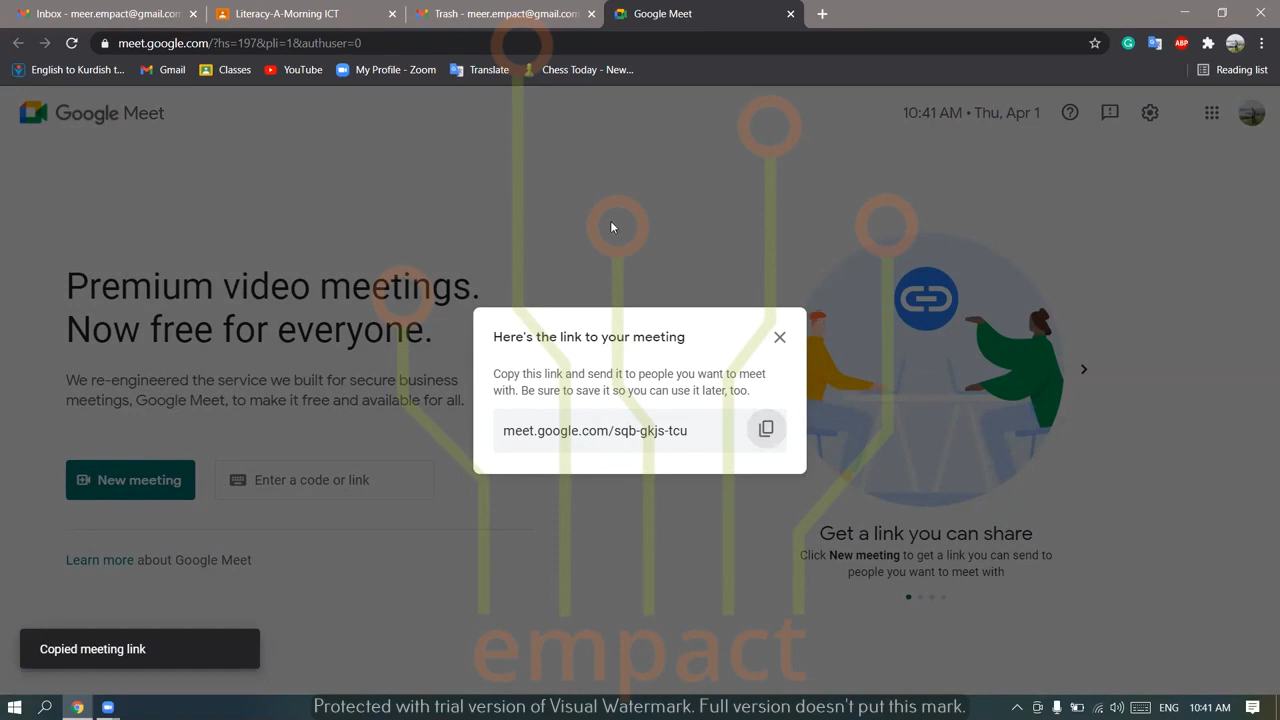 Inbox - meer.empact@gmail.com
Literacy-A-Morning ICT
Trash - meer.empact@gmail.com
Google Meet
meet.google.com/?hs=197&pli=1&authuser=0
ABP
English to Kurdish t...
Gmail
Classes
YouTube
My Profile - Zoom
Translate
Chess Today - New...
Reading list
Google Meet
10:41 AM • Thu, Apr 1
Premium video meetings.
Now free for everyone.
We re-engineered the service we built for secure business
meetings, Google Meet, to make it free and available for all.
New meeting
Enter a code or link
Learn more about Google Meet
Here's the link to your meeting
Copy this link and send it to people you want to meet
with. Be sure to save it so you can use it later, too.
meet.google.com/sqb-gkjs-tcu
Get a link you can share
Click New meeting to get a link you can send to
people you want to meet with
Copied meeting link
empact
Protected with trial version of Visual Watermark. Full version doesn't put this mark.
ENG
10:41 AM